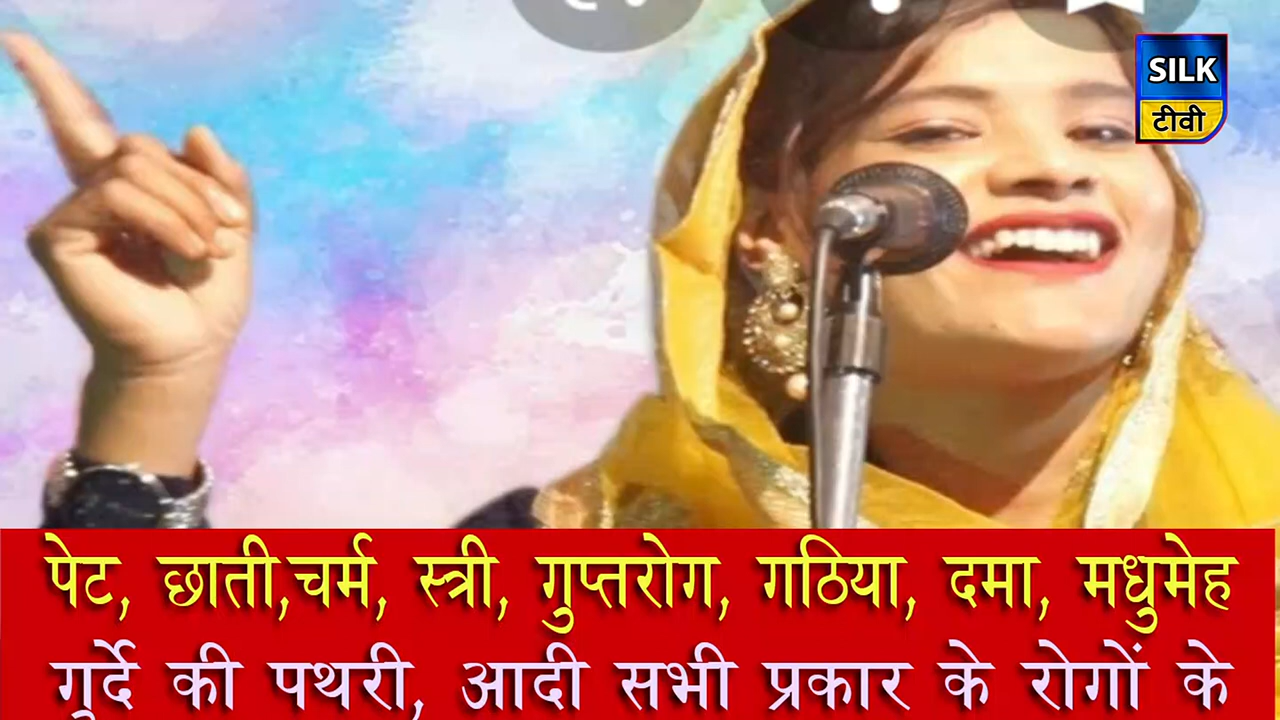 SILK
टीवी
पेट, छाती,चर्म, स्त्री, गुप्तरोग, गठिया, दमा, मधुमेह
गुर्दे की पथरी, आदी सभी प्रकार के रोगों के